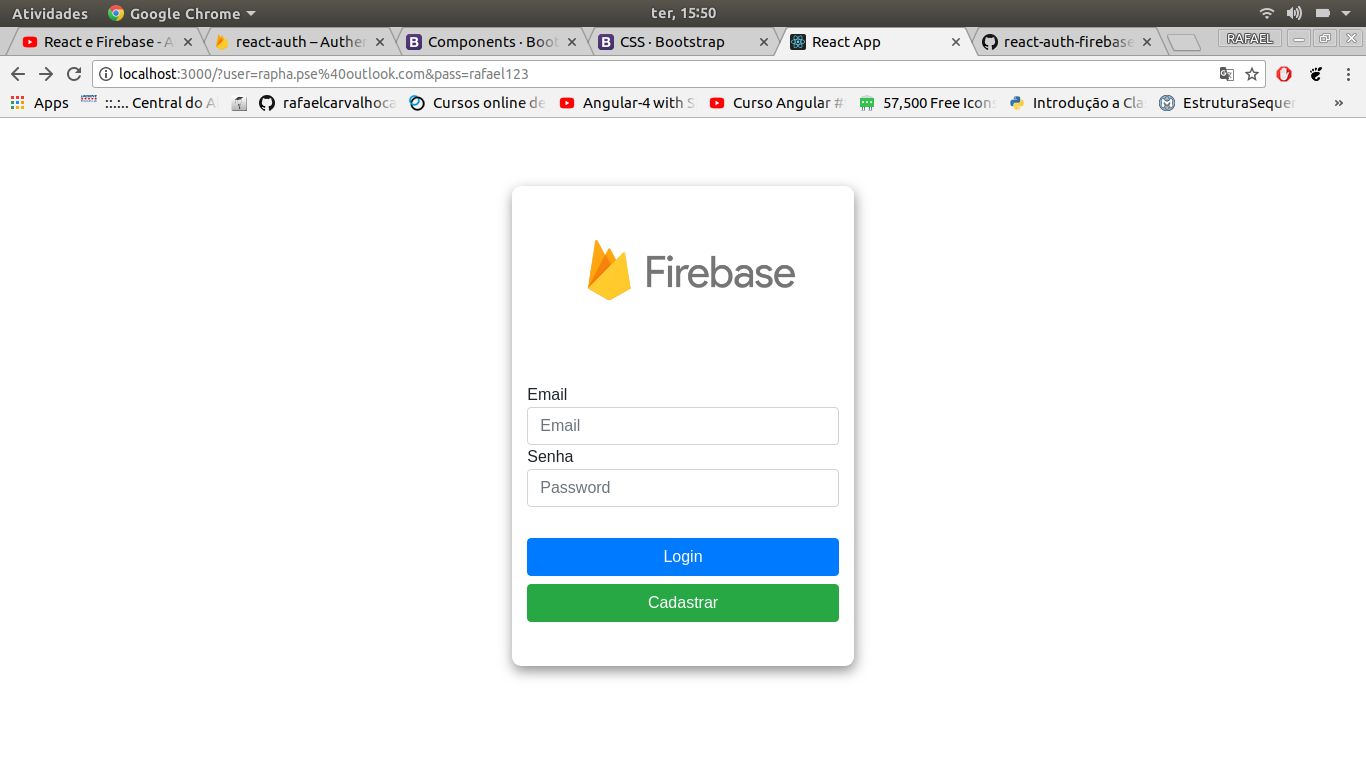 Atividades Google Chrome ter, 15:50
React e Firebase - A react-auth – Auther Components · Boot CSS · Bootstrap React App react-auth-firebase RAFAEL
localhost:3000/?user=rapha.pse%40outlook.com&pass=rafael123
Apps ::.:.. Central do Al rafaelcarvalhoca Cursos online de Angular-4 with S Curso Angular # 57,500 Free Icons Introdução a Cla EstruturaSequen »
Firebase
Email
Email
Senha
Password
Login
Cadastrar